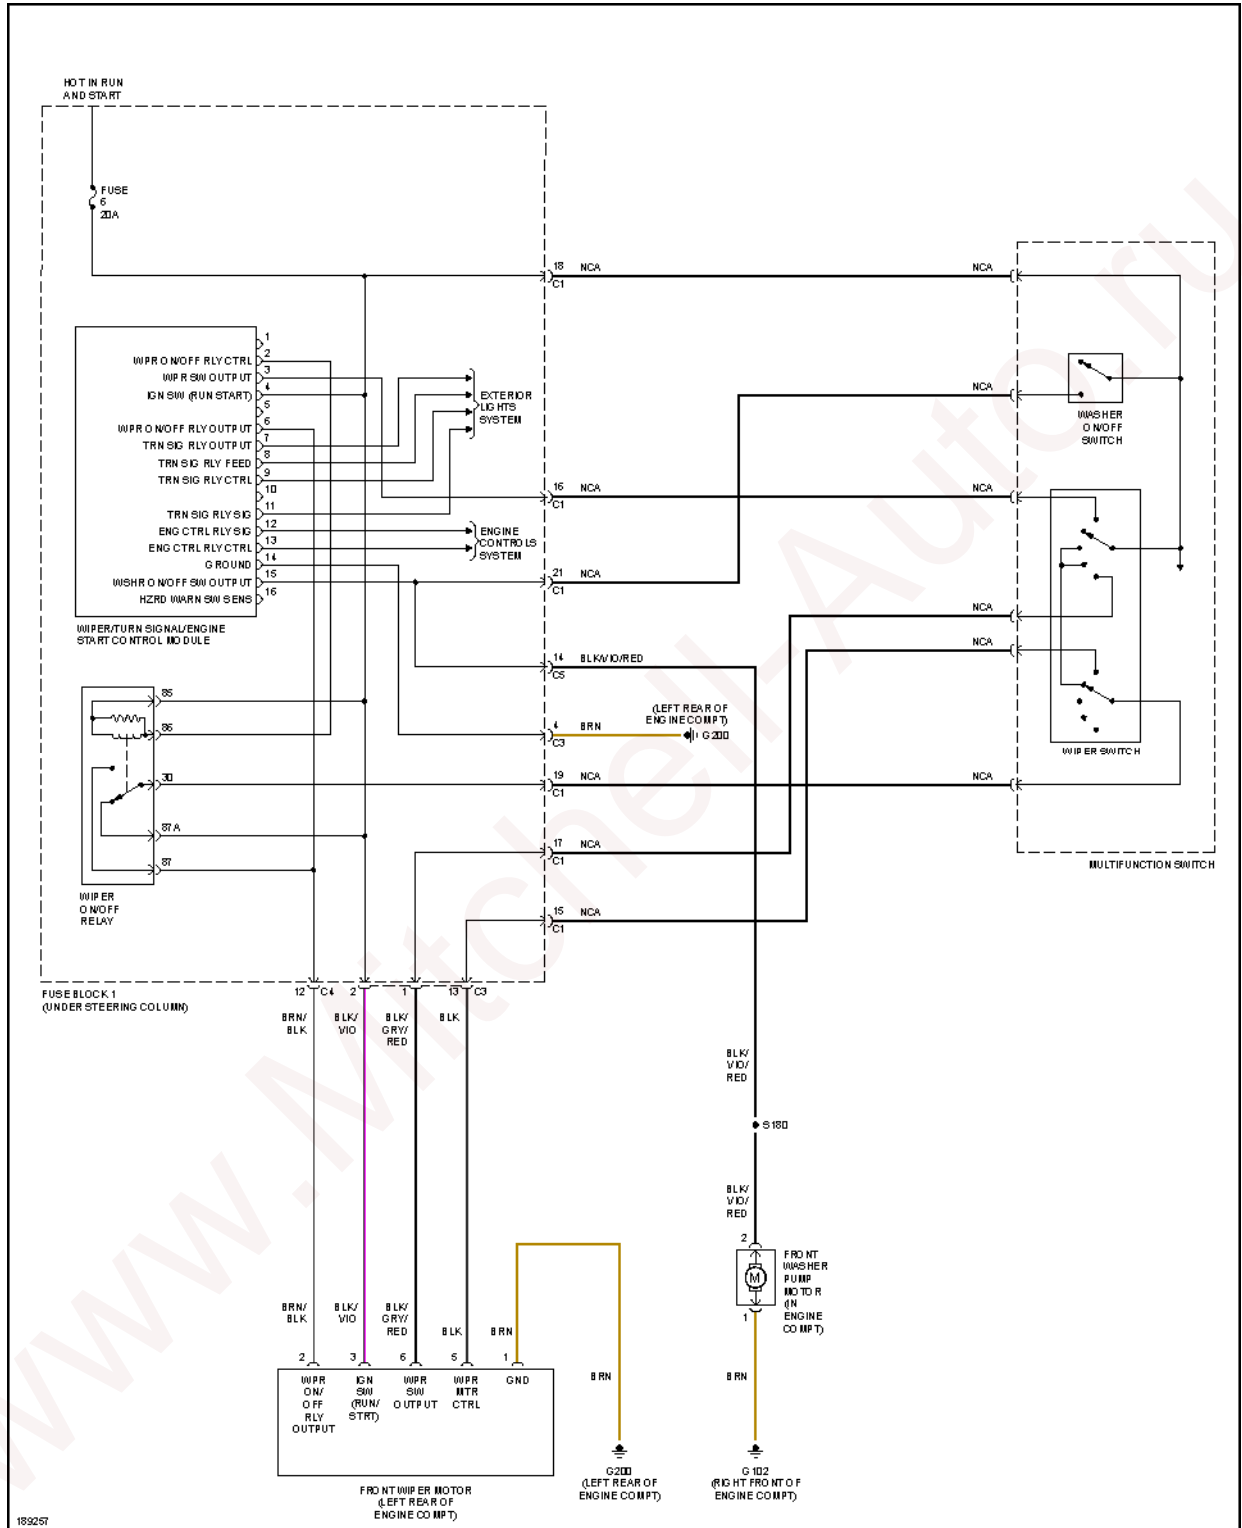 HOT IN RUN
AND START
FUSE
6
20A
18 NCA NCA
C1
1
WPR ON/OFF RLY CTRL 2
WPR SW OUTPUT 3
IGN SW (RUN START) 4
5
WPR ON/OFF RLY OUTPUT 6
TRN SIG RLY OUTPUT 7
TRN SIG RLY FEED 8
TRN SIG RLY CTRL 9
10
TRN SIG RLY SIG 11
ENG CTRL RLY SIG 12
ENG CTRL RLY CTRL 13
GROUND 14
WSHR ON/OFF SW OUTPUT 15
HZRD WARN SW SENS 16
WIPER/TURN SIGNAL/ENGINE
START CONTROL MODULE
EXTERIOR
LIGHTS
SYSTEM
ENGINE
CONTROLS
SYSTEM
NCA
WASHER
ON/OFF
SWITCH
16 NCA NCA
C1
21 NCA
C1
NCA
NCA
14 BLK/VIO/RED
C5
(LEFT REAR OF
ENGINE COMPT)
4 BRN G200
C3
WIPER SWITCH
19 NCA NCA
C1
17 NCA
C1
MULTIFUNCTION SWITCH
15 NCA
C1
85
86
30
87A
87
WIPER
ON/OFF
RELAY
FUSE BLOCK 1
(UNDER STEERING COLUMN)
12 C4 2 1 13 C3
BRN/
BLK
BLK/
VIO
BLK/
GRY/
RED
BLK
BLK/
VIO/
RED
S180
BLK/
VIO/
RED
2
M
1
FRONT
WASHER
PUMP
MOTOR
(IN
ENGINE
COMPT)
BRN/
BLK
BLK/
VIO
BLK/
GRY/
RED
BLK
BRN
2 3 6 5 1
WPR
ON/
OFF
RLY
OUTPUT
IGN
SW
(RUN/
STRT)
WPR
SW
OUTPUT
WPR
MTR
CTRL
GND
BRN
BRN
FRONT WIPER MOTOR
(LEFT REAR OF
ENGINE COMPT)
G200
(LEFT REAR OF
ENGINE COMPT)
G102
(RIGHT FRONT OF
ENGINE COMPT)
189257
www.Mitchell-Auto.ru